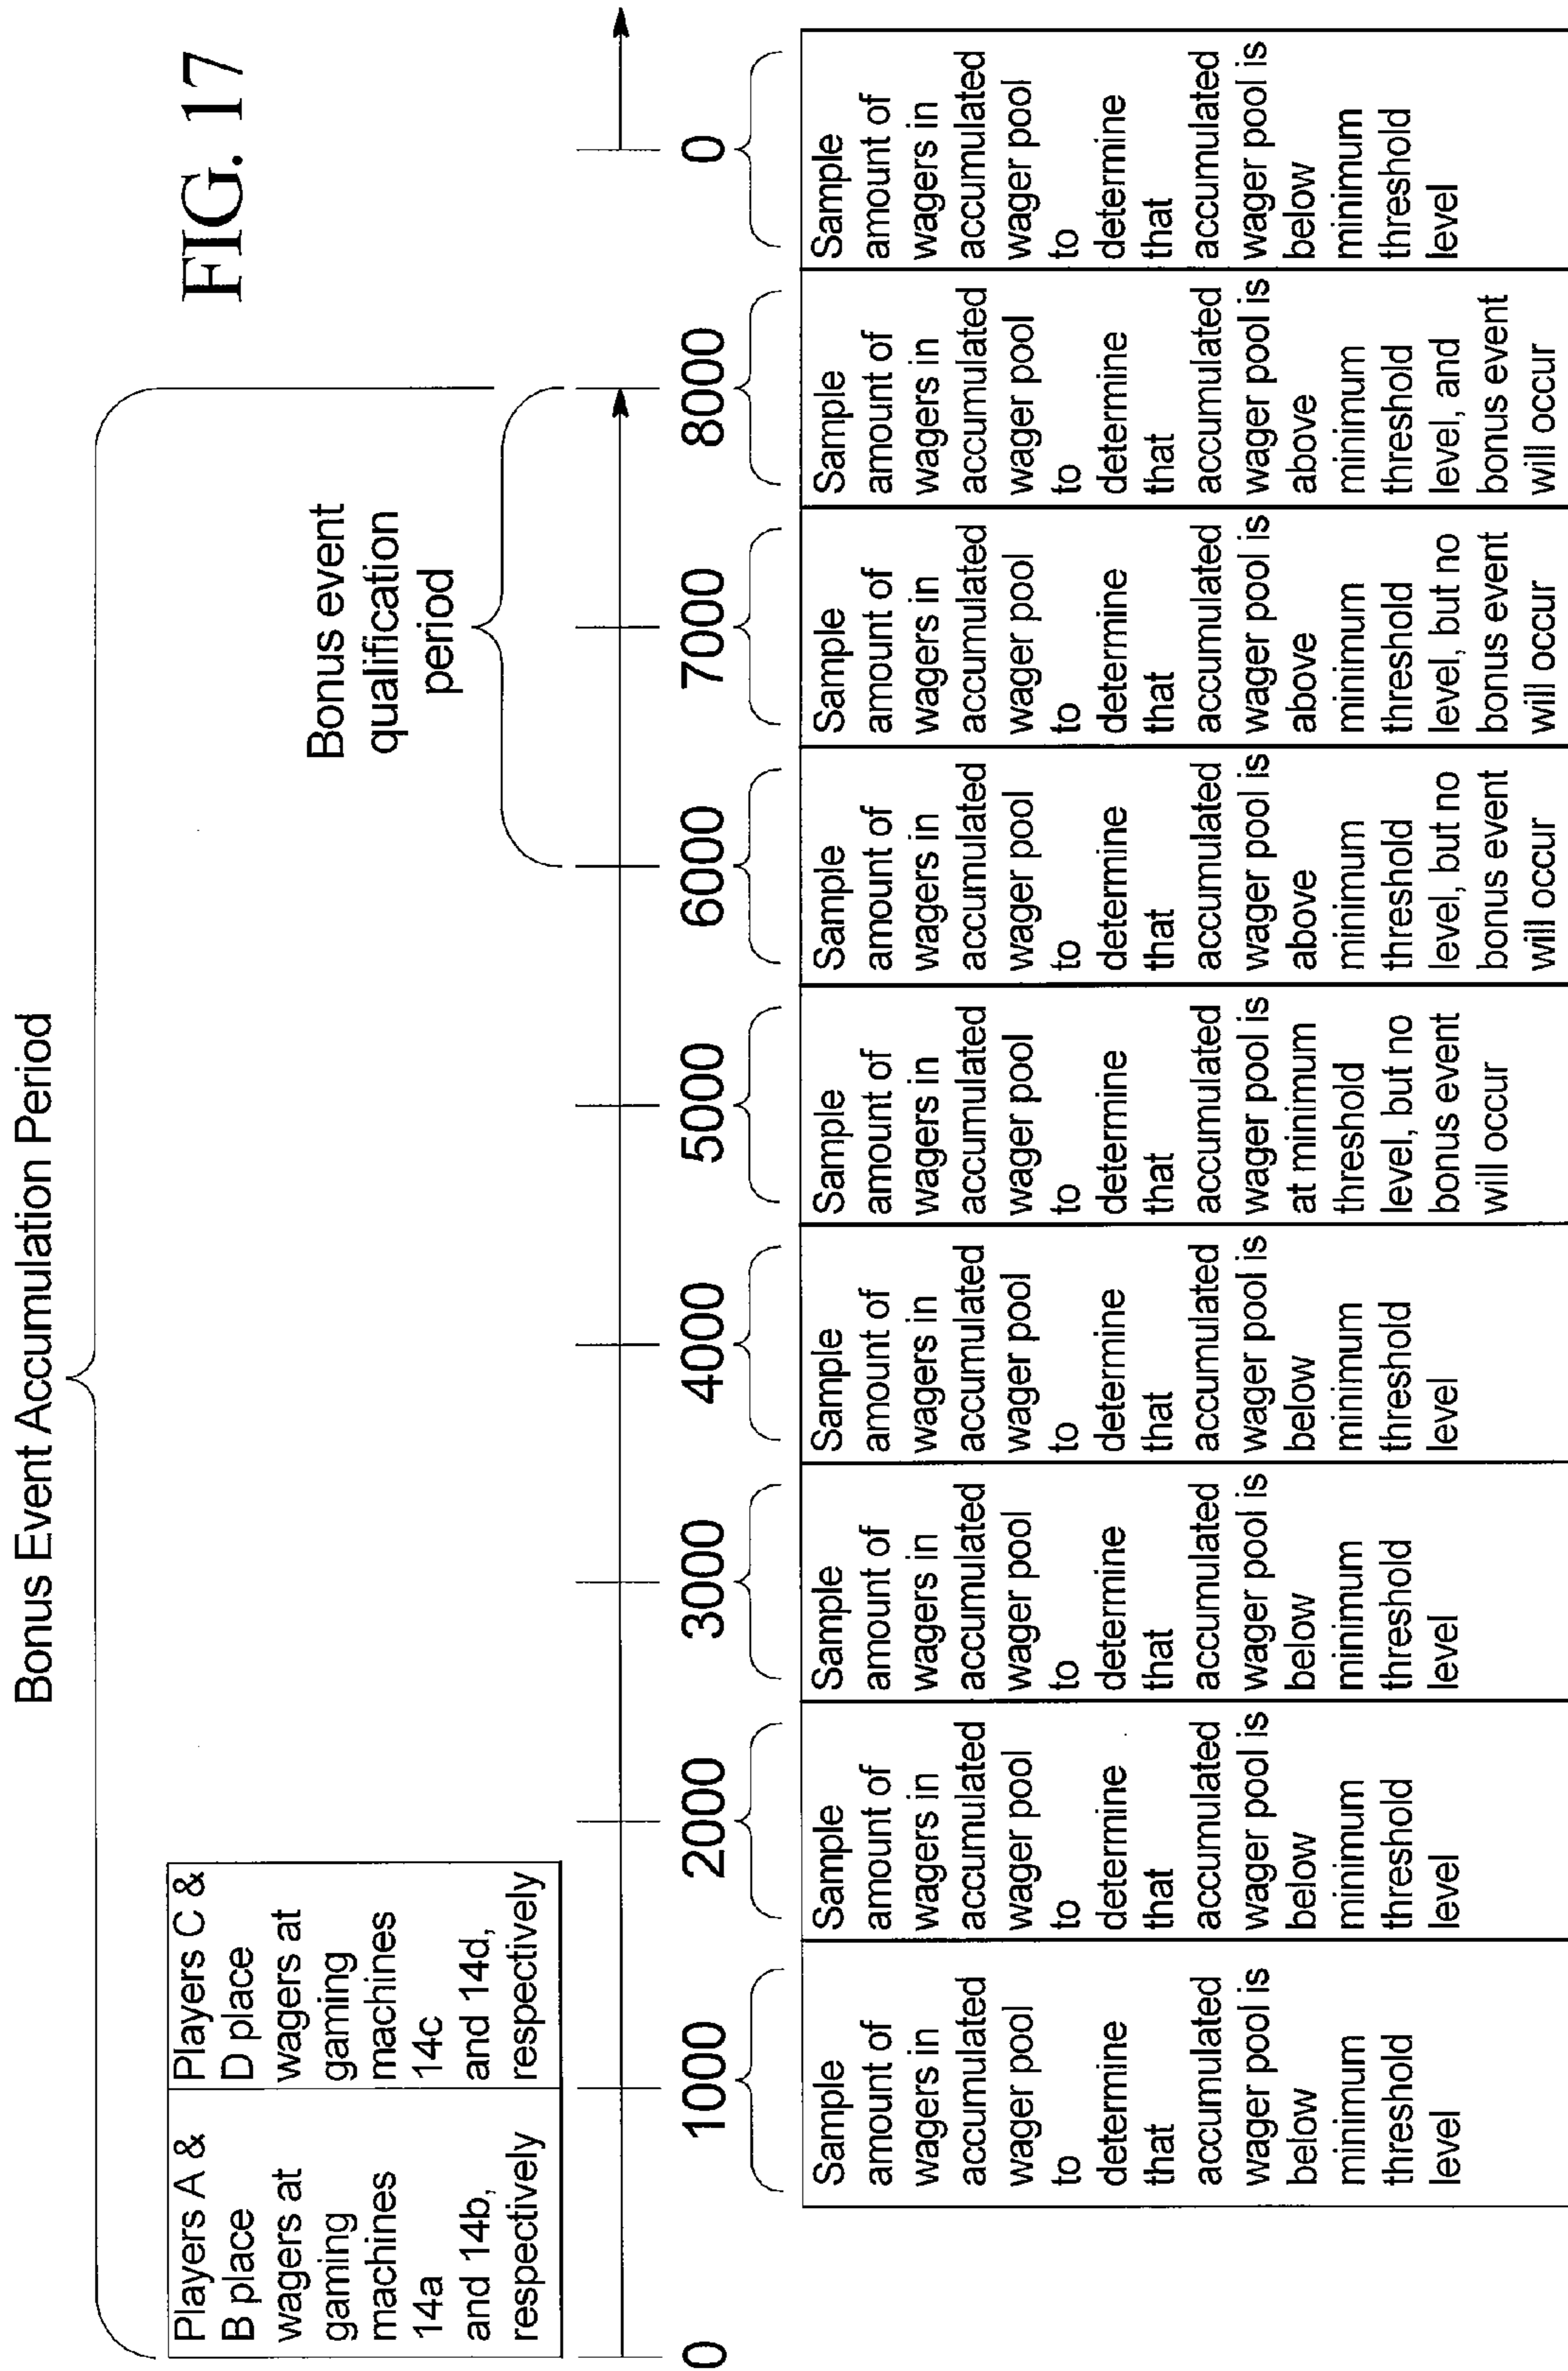 Bonus Event Accumulation Period
FIG. 17
Bonus event
qualification
period
Players A &
B place
wagers at
gaming
machines
14a
and 14b,
respectively
Players C &
D place
wagers at
gaming
machines
14c
and 14d,
respectively
0
1000
2000
3000
4000
5000
6000
7000
8000
0
Sample
amount of
wagers in
accumulated
wager pool
to
determine
that
accumulated
wager pool is
below
minimum
threshold
level
Sample
amount of
wagers in
accumulated
wager pool
to
determine
that
accumulated
wager pool is
below
minimum
threshold
level
Sample
amount of
wagers in
accumulated
wager pool
to
determine
that
accumulated
wager pool is
below
minimum
threshold
level
Sample
amount of
wagers in
accumulated
wager pool
to
determine
that
accumulated
wager pool is
below
minimum
threshold
level
Sample
amount of
wagers in
accumulated
wager pool
to
determine
that
accumulated
wager pool is
at minimum
threshold
level, but no
bonus event
will occur
Sample
amount of
wagers in
accumulated
wager pool
to
determine
that
accumulated
wager pool is
above
minimum
threshold
level, but no
bonus event
will occur
Sample
amount of
wagers in
accumulated
wager pool
to
determine
that
accumulated
wager pool is
above
minimum
threshold
level, but no
bonus event
will occur
Sample
amount of
wagers in
accumulated
wager pool
to
determine
that
accumulated
wager pool is
above
minimum
threshold
level, and
bonus event
will occur
Sample
amount of
wagers in
accumulated
wager pool
to
determine
that
accumulated
wager pool is
below
minimum
threshold
level